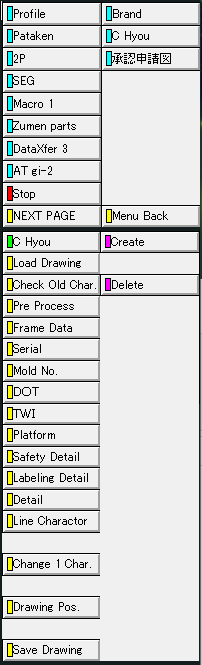 Profile Brand
Pataken C Hyou
2P 承認申請図
SEG
Macro 1
Zumen parts
DataXfer 3
AT gi-2
Stop
NEXT PAGE Menu Back
C Hyou Create
Load Drawing
Check Old Char. Delete
Pre Process
Frame Data
Serial
Mold No.
DOT
TWI
Platform
Safety Detail
Labeling Detail
Detail
Line Charactor
Change 1 Char.
Drawing Pos.
Save Drawing